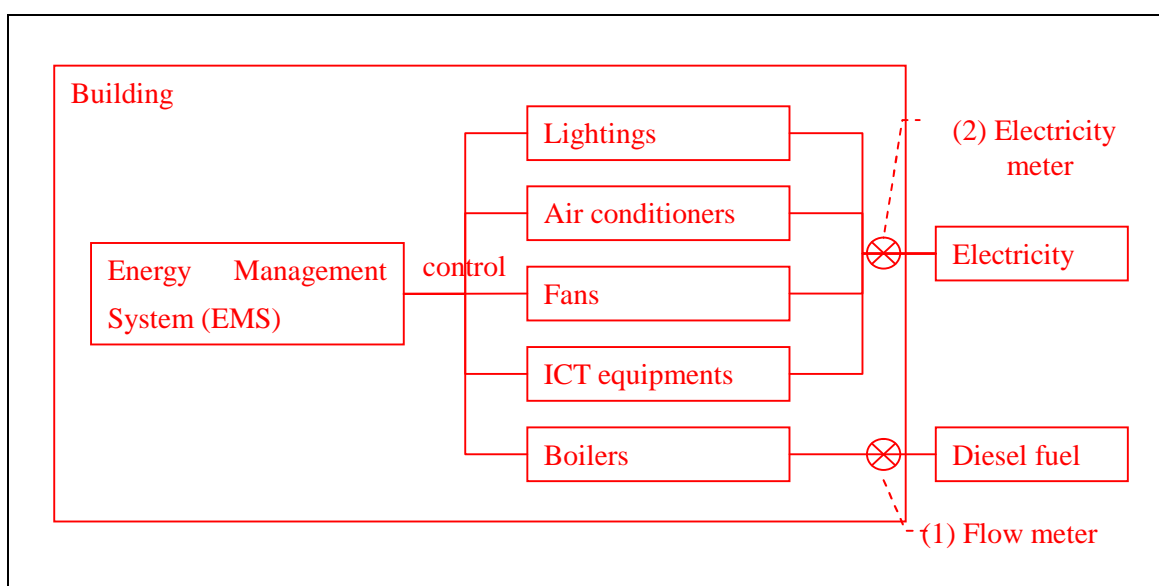 Building
Lightings
(2) Electricity
meter
Air conditioners
Energy Management
System (EMS)
control
Electricity
Fans
ICT equipments
Boilers
Diesel fuel
(1) Flow meter